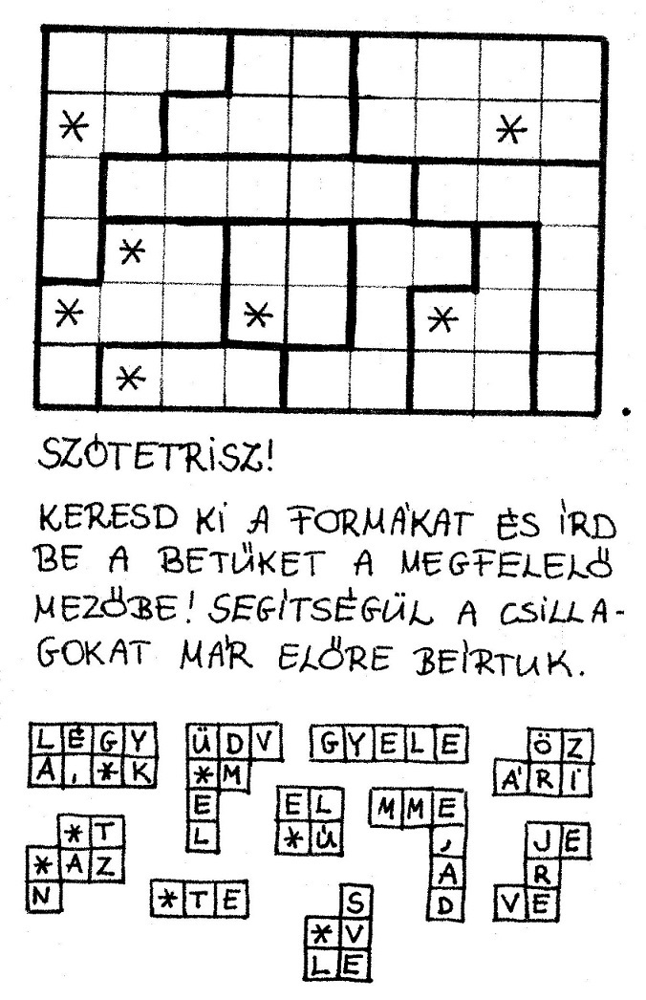 SZÓTETRISZ!
KERESD KI A FORMÁKAT ÉS ÍRD
BE A BETŰKET A MEGFELELŐ
MEZŐBE! SEGÍTSÉGÜL A CSILLA-
GOKAT MÁR ELŐRE BEÍRTUK.
LÉGY
A,*K
ÜDV
*M
E
L
GYELE
ÖZ
ÁRI
EL
*Ú
MME
,
A
D
*T
*AZ
N
*TE
S
*V
LE
JE
R
VE